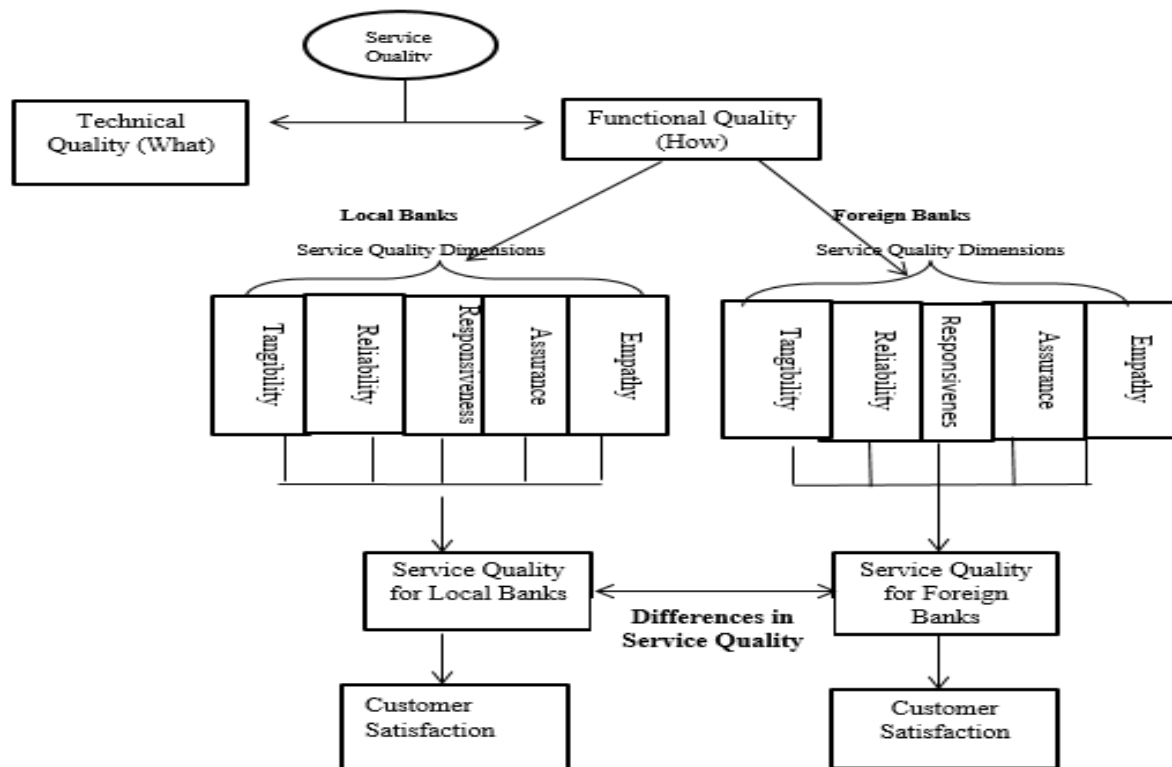 Service
Quality
Technical
Quality (What)
Functional Quality
(How)
Local Banks
Foreign Banks
Service Quality Dimensions
Service Quality Dimensions
Tangibility
Reliability
Responsiveness
Assurance
Empathy
Tangibility
Reliability
Responsivenes
Assurance
Empathy
Service Quality
for Local Banks
Service Quality
for Foreign
Banks
Differences in
Service Quality
Customer
Satisfaction
Customer
Satisfaction